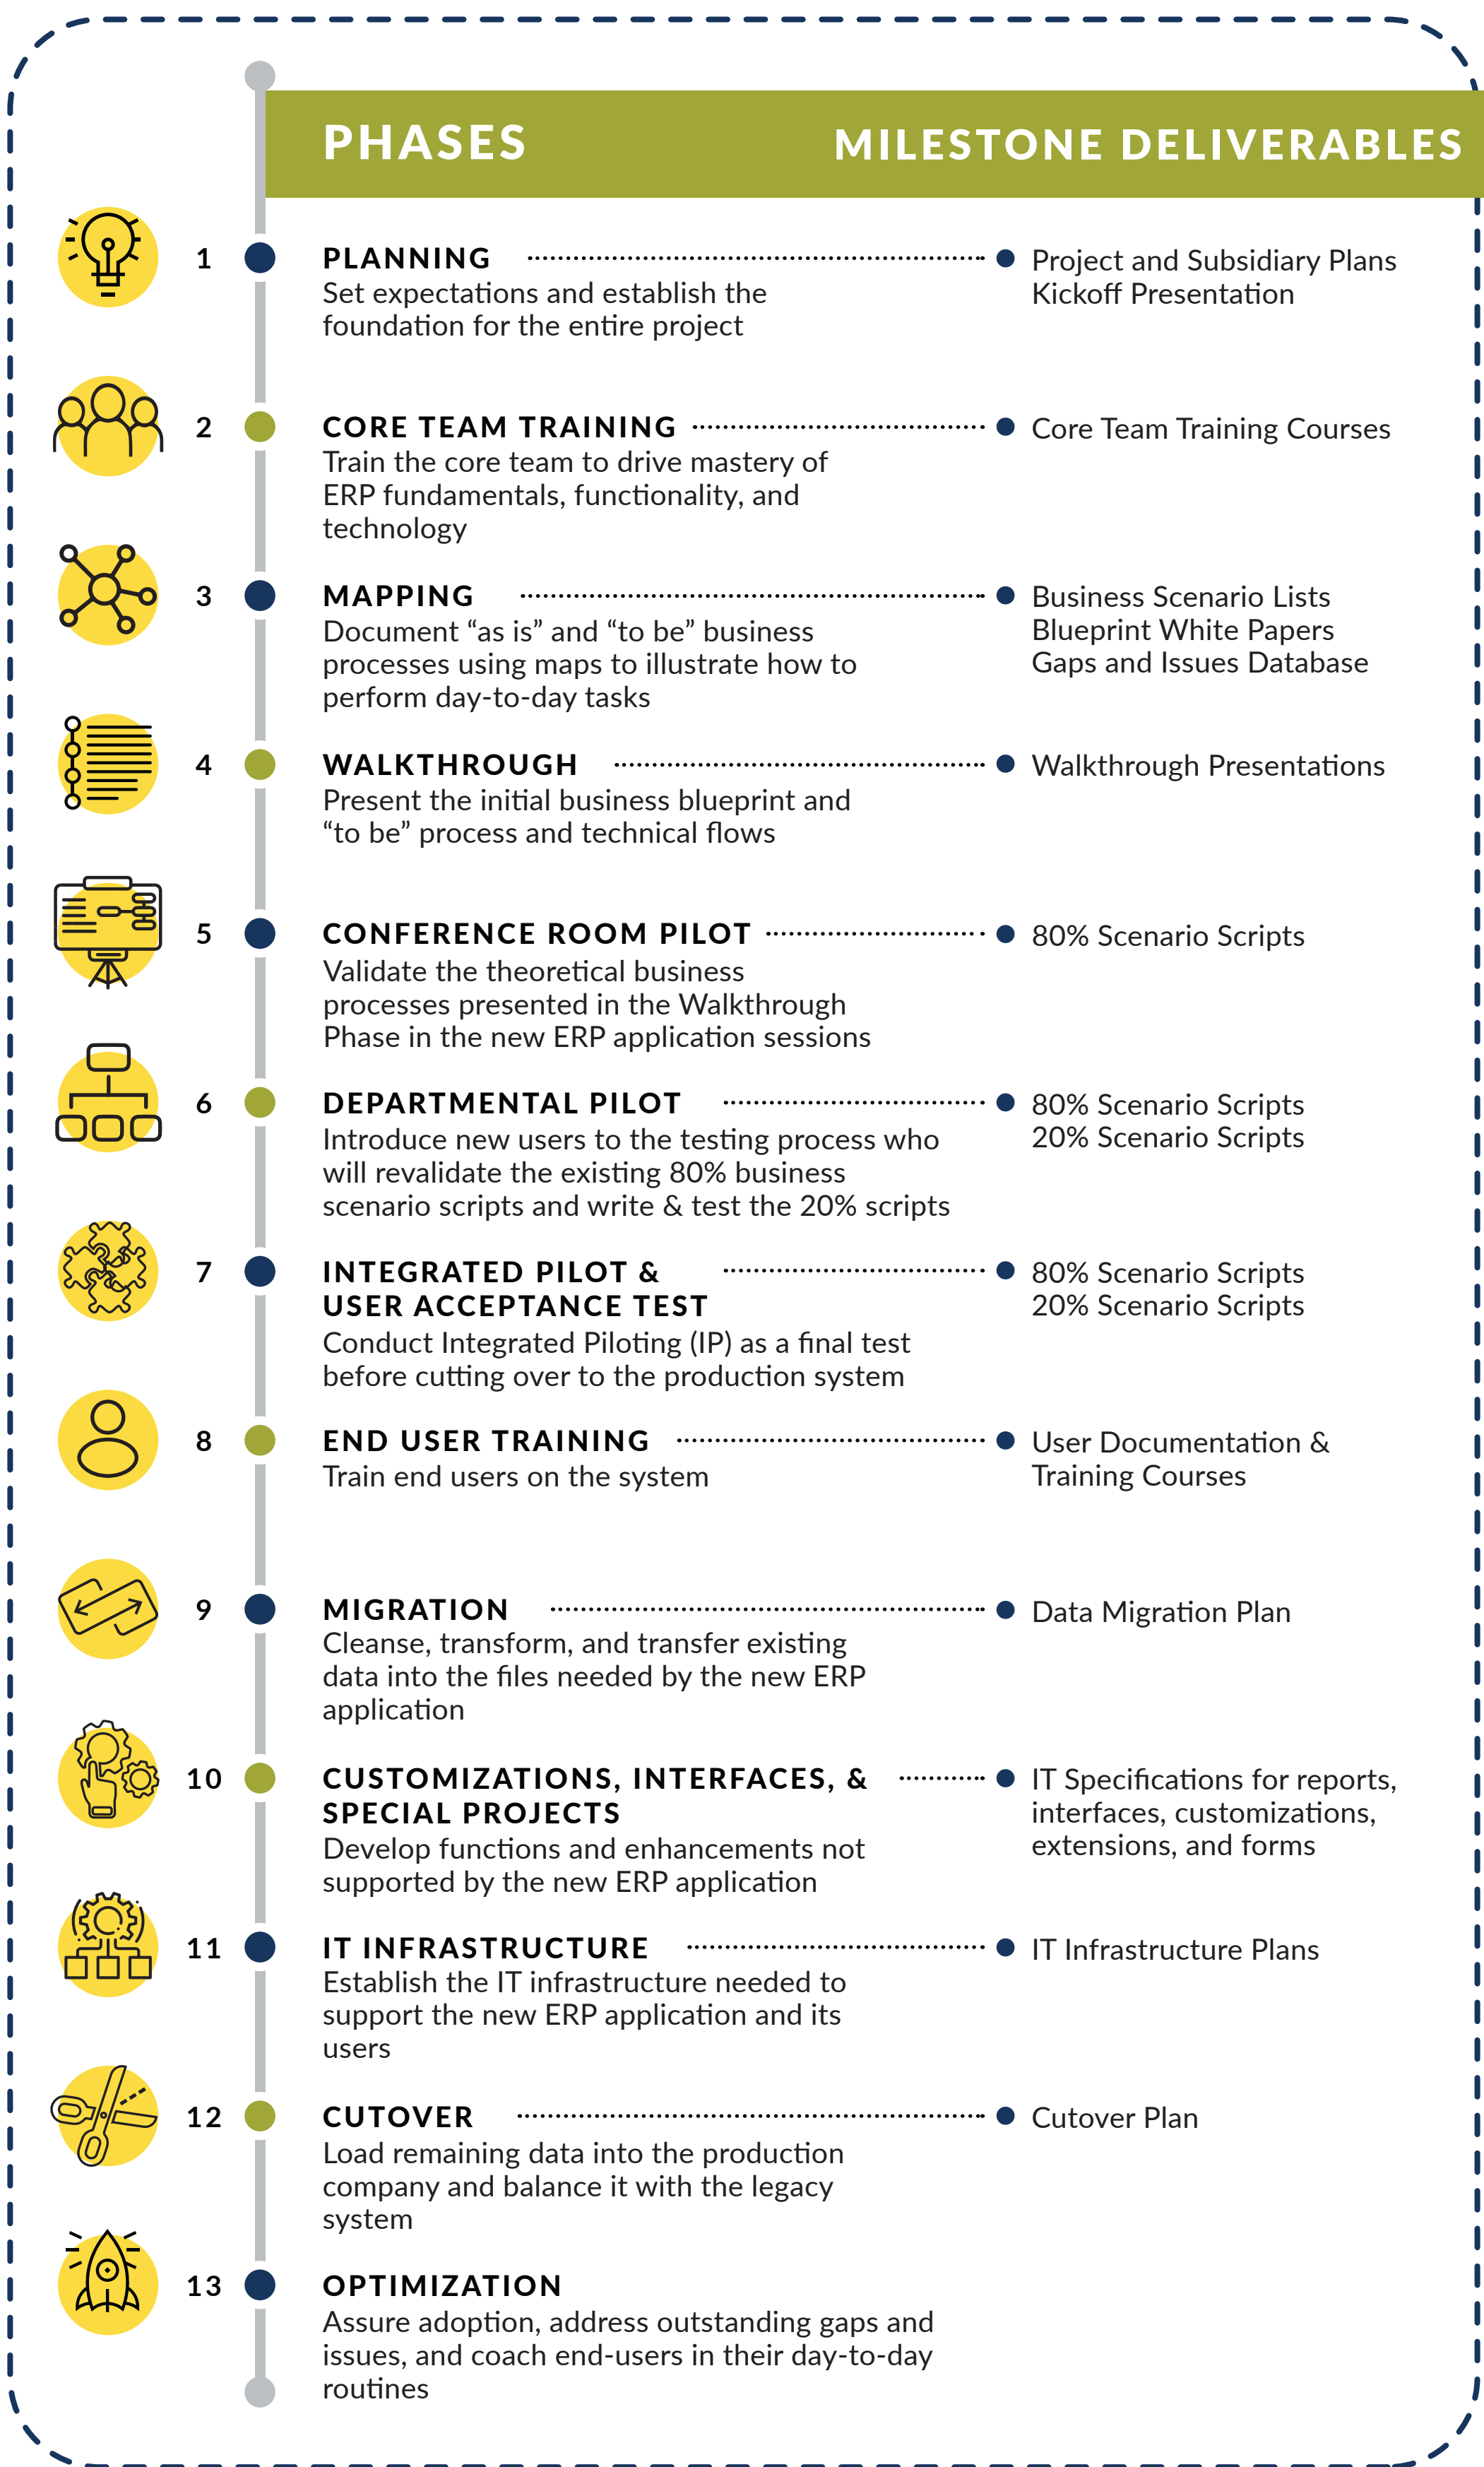 PHASES
MILESTONE DELIVERABLES
1
PLANNING
Set expectations and establish the
foundation for the entire project
Project and Subsidiary Plans
Kickoff Presentation
2
CORE TEAM TRAINING
Train the core team to drive mastery of
ERP fundamentals, functionality, and
technology
Core Team Training Courses
3
MAPPING
Document “as is” and “to be” business
processes using maps to illustrate how to
perform day-to-day tasks
Business Scenario Lists
Blueprint White Papers
Gaps and Issues Database
4
WALKTHROUGH
Present the initial business blueprint and
“to be” process and technical flows
Walkthrough Presentations
5
CONFERENCE ROOM PILOT
Validate the theoretical business
processes presented in the Walkthrough
Phase in the new ERP application sessions
80% Scenario Scripts
6
DEPARTMENTAL PILOT
Introduce new users to the testing process who
will revalidate the existing 80% business
scenario scripts and write & test the 20% scripts
80% Scenario Scripts
20% Scenario Scripts
7
INTEGRATED PILOT &
USER ACCEPTANCE TEST
Conduct Integrated Piloting (IP) as a final test
before cutting over to the production system
80% Scenario Scripts
20% Scenario Scripts
8
END USER TRAINING
Train end users on the system
User Documentation &
Training Courses
9
MIGRATION
Cleanse, transform, and transfer existing
data into the files needed by the new ERP
application
Data Migration Plan
10
CUSTOMIZATIONS, INTERFACES, &
SPECIAL PROJECTS
Develop functions and enhancements not
supported by the new ERP application
IT Specifications for reports,
interfaces, customizations,
extensions, and forms
11
IT INFRASTRUCTURE
Establish the IT infrastructure needed to
support the new ERP application and its
users
IT Infrastructure Plans
12
CUTOVER
Load remaining data into the production
company and balance it with the legacy
system
Cutover Plan
13
OPTIMIZATION
Assure adoption, address outstanding gaps and
issues, and coach end-users in their day-to-day
routines